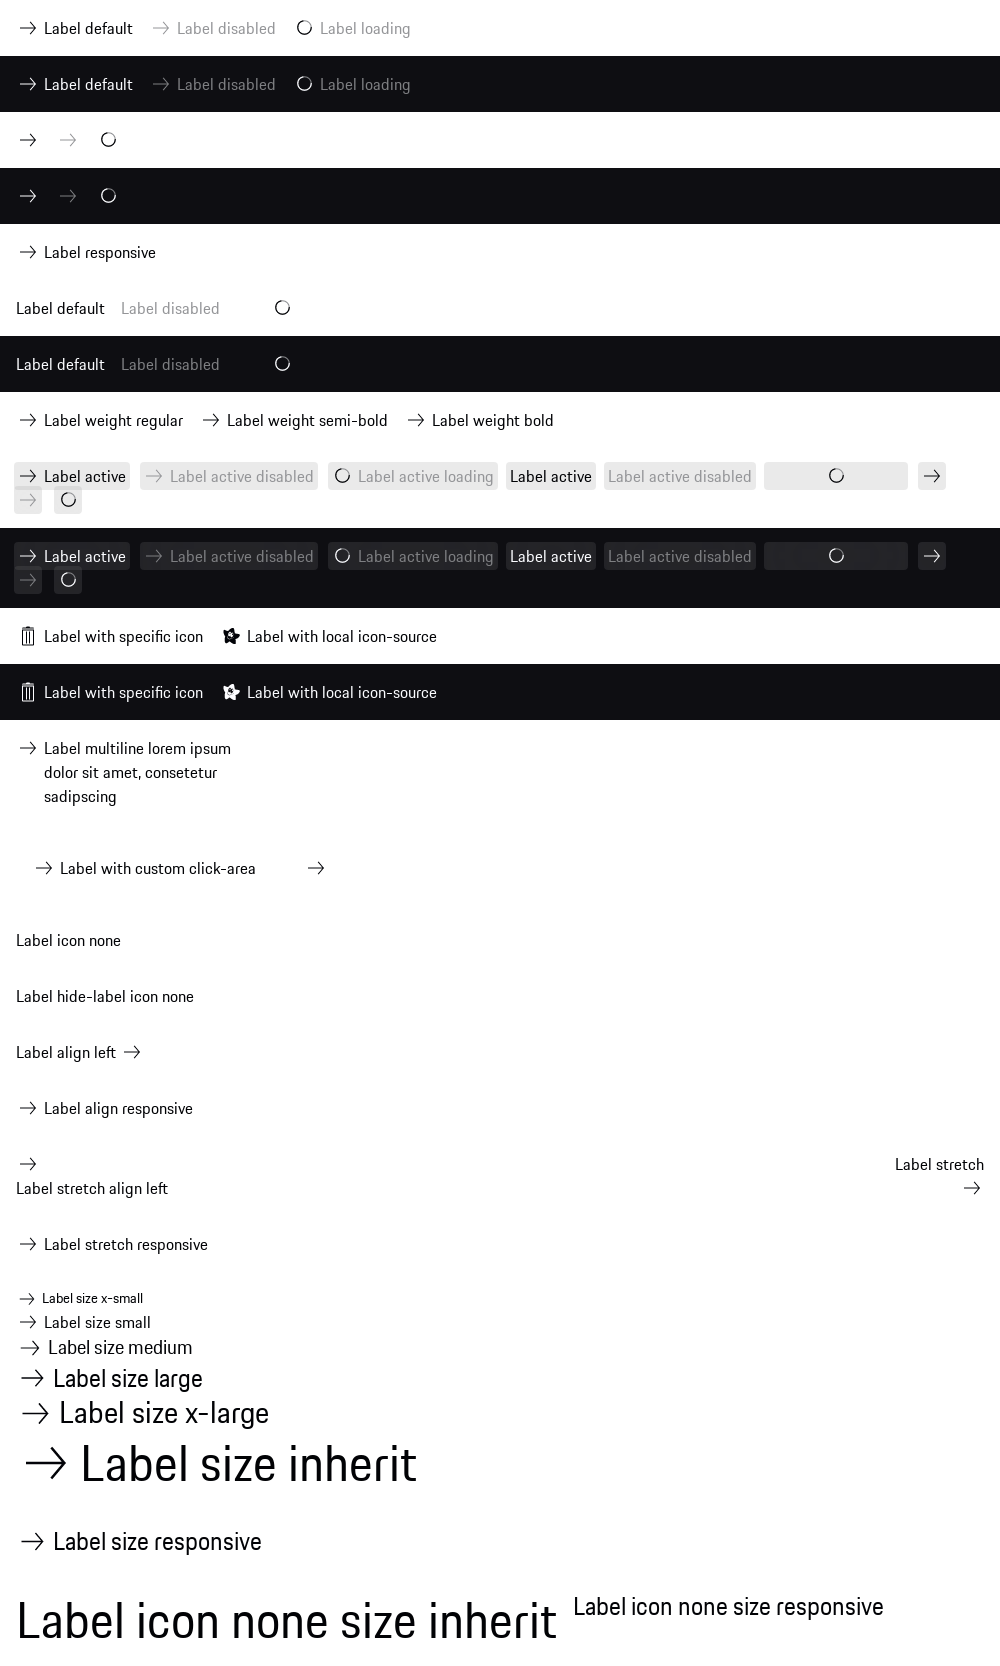 Label default Label disabled Label loading
Label default Label disabled Label loading
Label responsive
Label default Label disabled
Label default Label disabled
Label weight regular Label weight semi-bold Label weight bold
Label active Label active disabled Label active loading Label active Label active disabled
Label active Label active disabled Label active loading Label active Label active disabled
Label with specific icon Label with local icon-source
Label with specific icon Label with local icon-source
Label multiline lorem ipsum
dolor sit amet, consetetur
sadipscing
Label with custom click-area
Label icon none
Label hide-label icon none
Label align left
Label align responsive
Label stretch
Label stretch align left
Label stretch responsive
Label size x-small
Label size small
Label size medium
Label size large
Label size x-large
Label size inherit
Label size responsive
Label icon none size inherit Label icon none size responsive